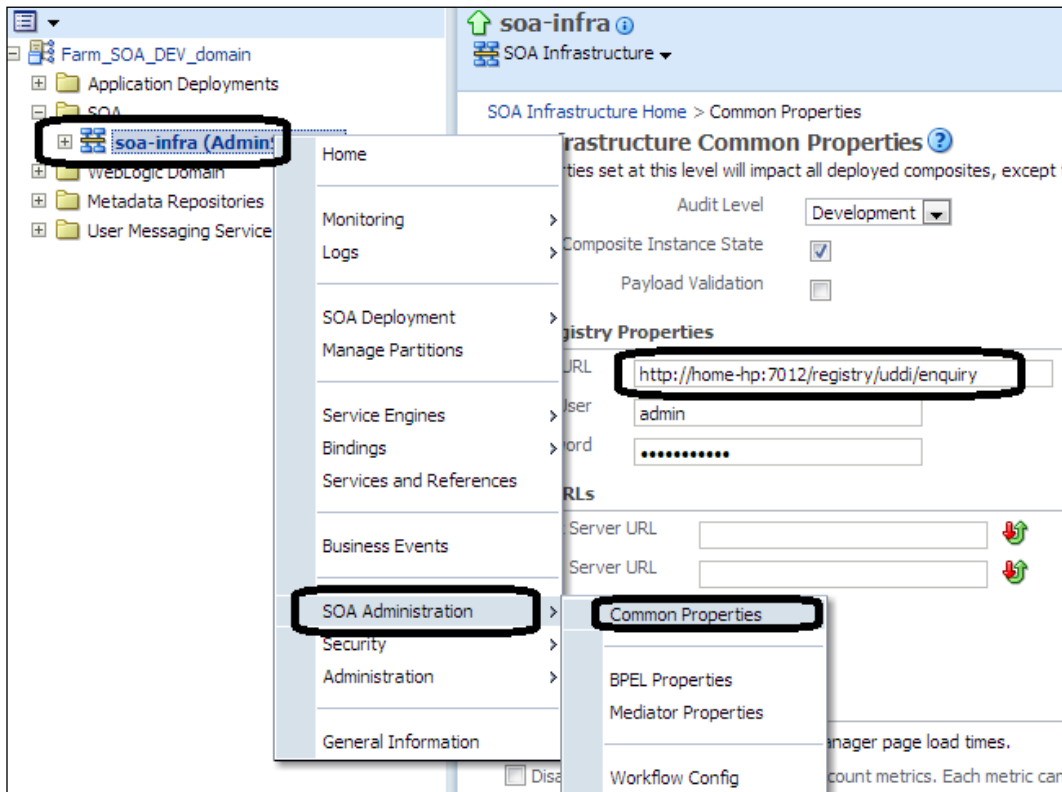 Farm_SOA_DEV_domain
Application Deployments
SOA
soa-infra (Admin
WebLogic Domain
Metadata Repositories
User Messaging Service
Home
Monitoring
Logs
SOA Deployment
Manage Partitions
Service Engines
Bindings
Services and References
Business Events
SOA Administration
Security
Administration
General Information
Common Properties
BPEL Properties
Mediator Properties
Workflow Config
soa-infra
SOA Infrastructure
SOA Infrastructure Home > Common Properties
rastructure Common Properties
ties set at this level will impact all deployed composites, except
Audit Level Development
Composite Instance State
Payload Validation
gistry Properties
URL http://home-hp:7012/registry/uddi/enquiry
User admin
ord •••••••••••
RLs
Server URL
Server URL
anager page load times.
Disa
count metrics. Each metric can